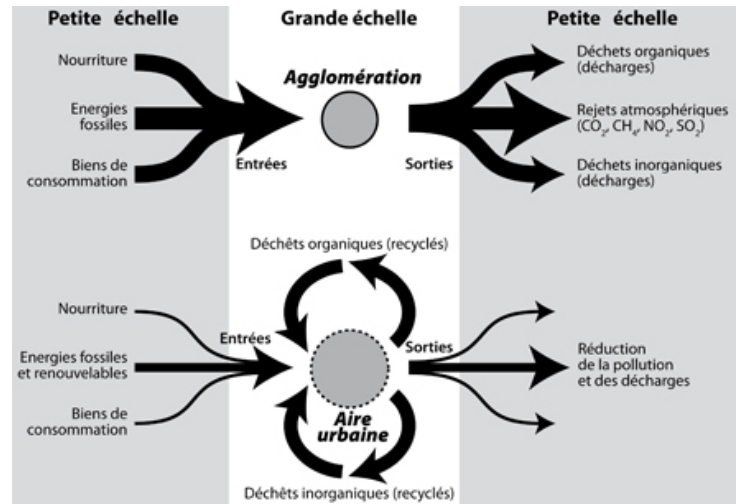 Petite échelle
Grande échelle
Petite échelle
Nourriture
Energies
fossiles
Biens de
consommation
Entrées
Agglomération
Sorties
Déchets organiques
(décharges)
Rejets atmosphériques
(CO₂, CH₄, NO₂, SO₂)
Déchets inorganiques
(décharges)
Déchêts organiques (recyclés)
Nourriture
Energies fossiles
et renouvelables
Biens de
consommation
Entrées
Sorties
Aire
urbaine
Réduction
de la pollution
et des décharges
Déchêts inorganiques (recyclés)